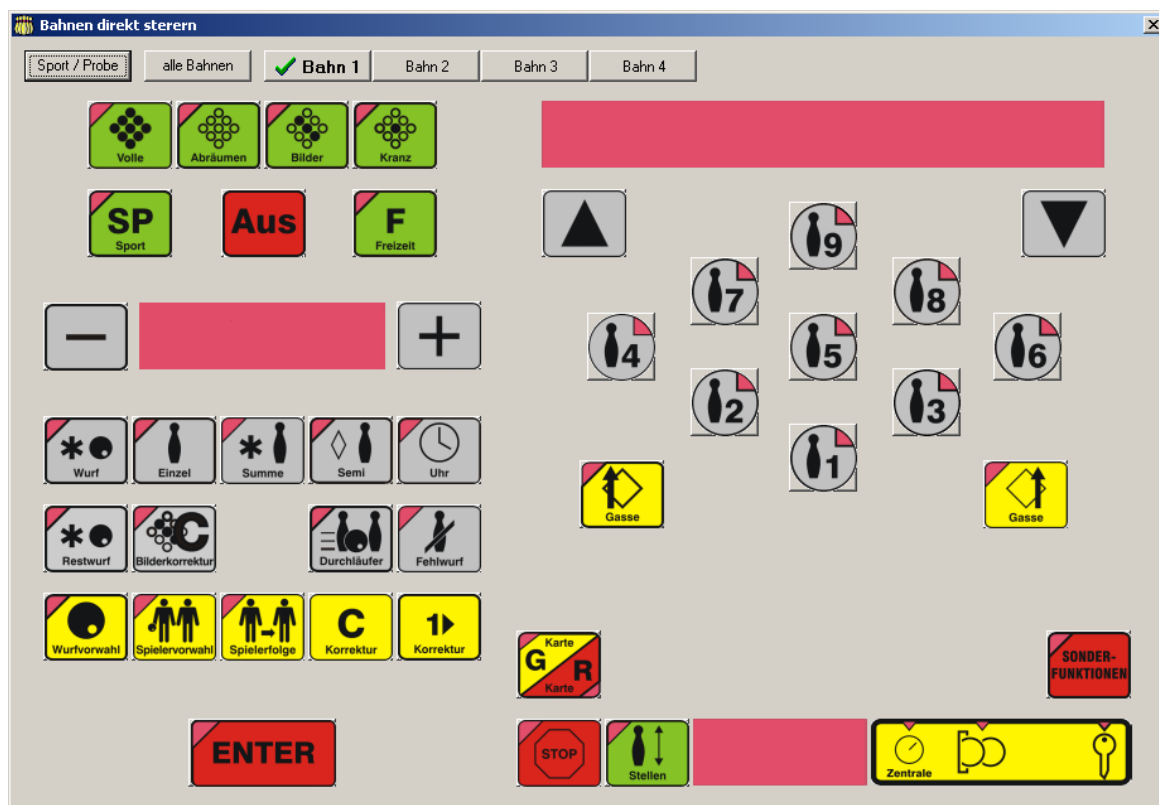 Bahnen direkt sterern
Sport / Probe alle Bahnen Bahn 1 Bahn 2 Bahn 3 Bahn 4
Volle Abräumen Bilder Kranz
SP Sport Aus F Freizeit
9
7 8
4 5 6
2 3
1
Wurf Einzel Summe Semi Uhr
Gasse Gasse
Restwurf Bilderkorrektur C Durchläufer Fehlwurf
Wurfvorwahl Spielervorwahl Spielerfolge C Korrektur 1 Korrektur
Karte
G R
Karte
SONDER-
FUNKTIONEN
ENTER STOP Stellen Zentrale